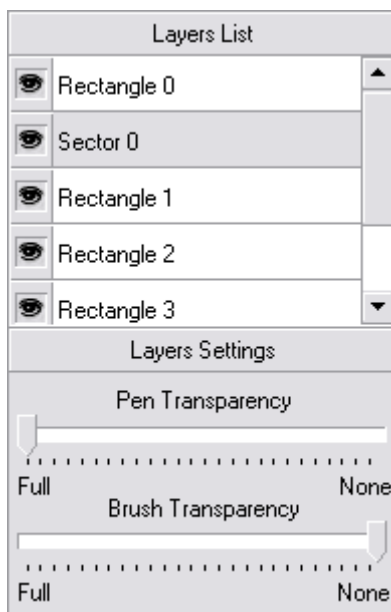 Layers List
Rectangle 0
Sector 0
Rectangle 1
Rectangle 2
Rectangle 3
Layers Settings
Pen Transparency
Full None
Brush Transparency
Full None